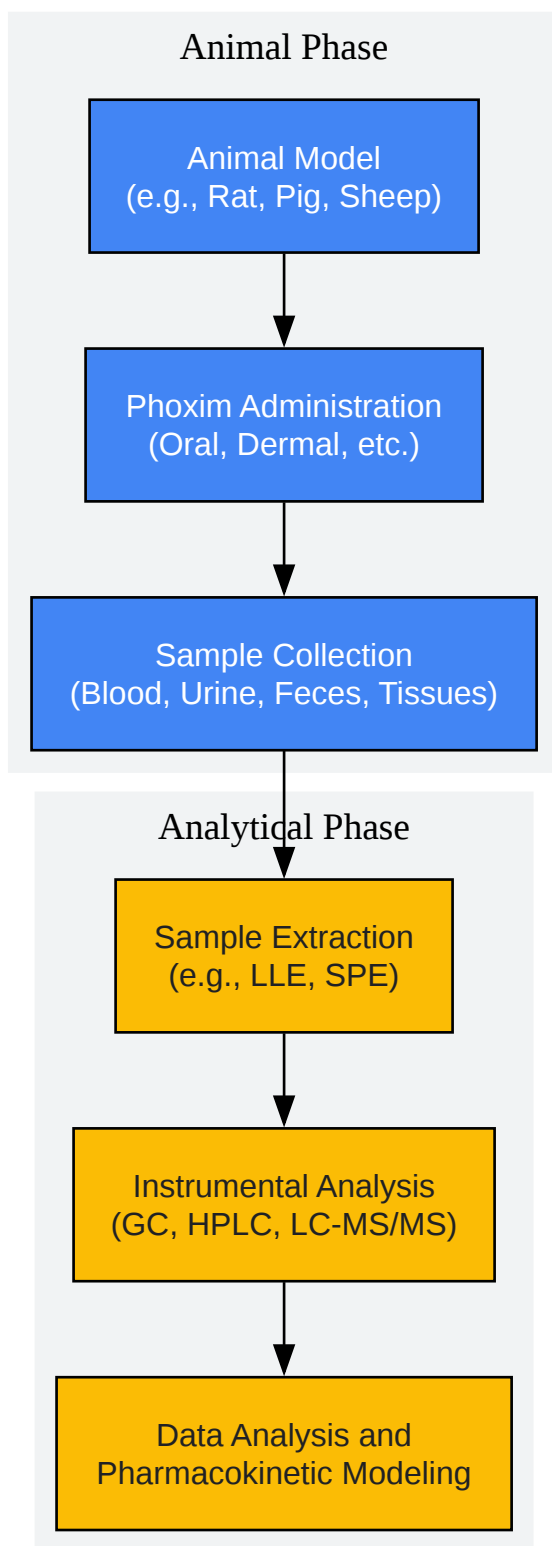 Animal Phase
Animal Model
(e.g., Rat, Pig, Sheep)
Phoxim Administration
(Oral, Dermal, etc.)
Sample Collection
(Blood, Urine, Feces, Tissues)
Analytical Phase
Sample Extraction
(e.g., LLE, SPE)
Instrumental Analysis
(GC, HPLC, LC-MS/MS)
Data Analysis and
Pharmacokinetic Modeling